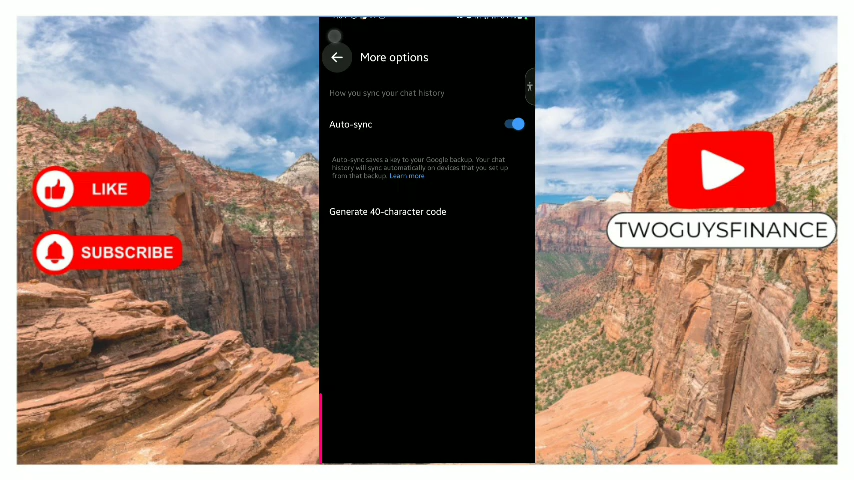 More options
How you sync your chat history
Auto-sync
Auto-sync saves a key to your Google backup. Your chat
history will sync automatically on devices that you set up
from that backup. Learn more
Generate 40-character code
LIKE
SUBSCRIBE
TWOGUYSFINANCE